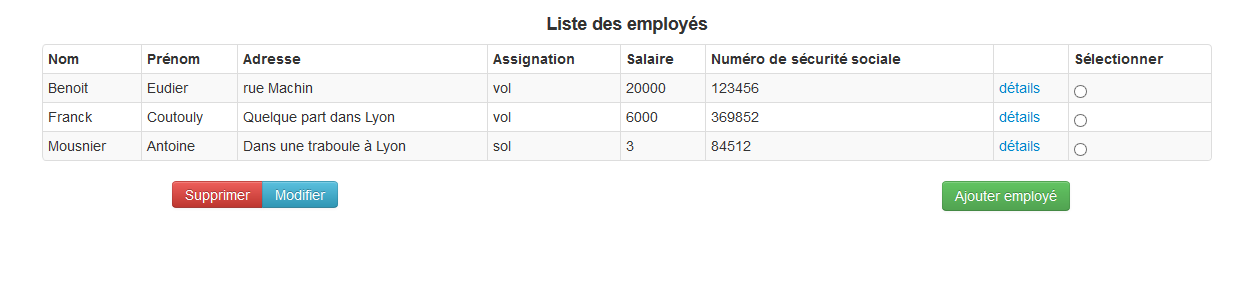 Liste des employés
Nom Prénom Adresse Assignation Salaire Numéro de sécurité sociale Sélectionner
Benoit Eudier rue Machin vol 20000 123456 détails
Franck Coutouly Quelque part dans Lyon vol 6000 369852 détails
Mousnier Antoine Dans une traboule à Lyon sol 3 84512 détails
Supprimer Modifier Ajouter employé